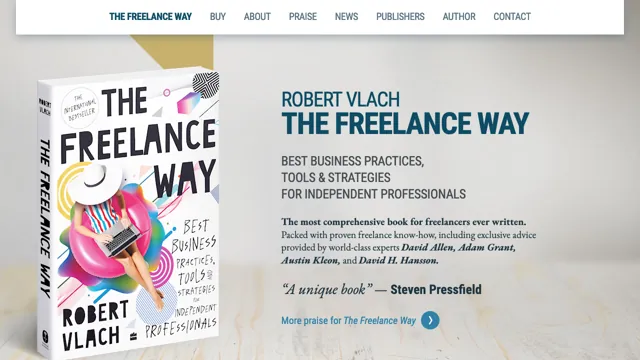 THE FREELANCE WAY BUY ABOUT PRAISE NEWS PUBLISHERS AUTHOR CONTACT
THE INTERNATIONAL BESTSELLER
THE
FREELANCE
WAY
BEST
BUSINESS
PRACTICES,
TOOLS &
STRATEGIES
FOR
INDEPENDENT
PROFESSIONALS
ROBERT
VLACH
ROBERT VLACH
THE FREELANCE WAY
ROBERT VLACH
THE FREELANCE WAY
BEST BUSINESS PRACTICES,
TOOLS & STRATEGIES
FOR INDEPENDENT PROFESSIONALS
The most comprehensive book for freelancers ever written.
Packed with proven freelance know-how, including exclusive advice
provided by world-class experts David Allen, Adam Grant,
Austin Kleon, and David H. Hansson.
“A unique book” — Steven Pressfield
More praise for The Freelance Way